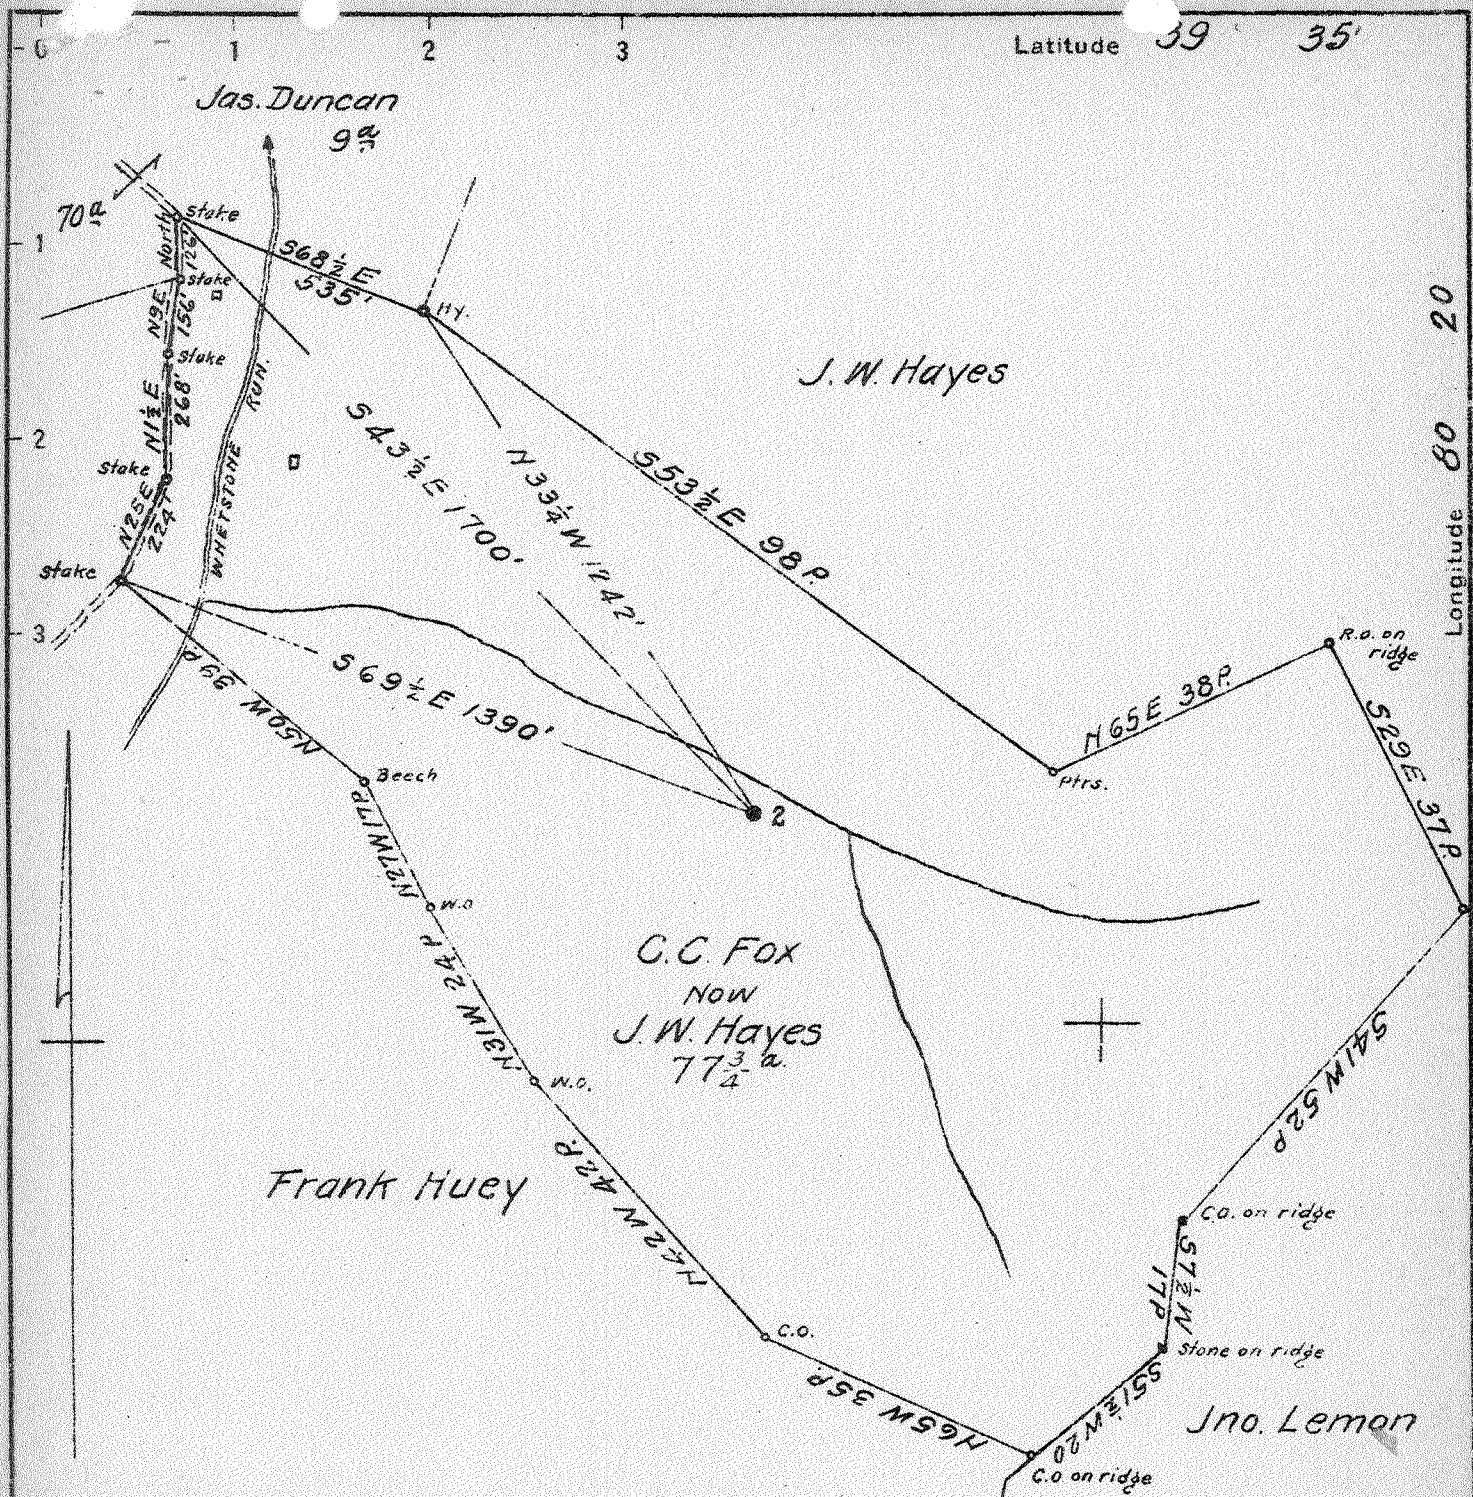 0 1 2 3 Latitude 39 35'
Jas. Duncan
9 a
70 a
Stake
North 126'
1
S68½E
535'
Stake
Hy.
N9E 156'
20
Stake
J.W. Hayes
N1½E
268'
RUN.
WHETSTONE
2
80
Longitude
Stake
S43½E 1700'
N33¼W 1242'
S53½E 98P.
N25E
224'
Stake
3
R.O. on
ridge
S69½E 1390'
N50W 39P
N65E 38P.
Ptrs.
S29E 37P.
Beech
2
N27W 17P
W.O
C.C. Fox
Now
J.W. Hayes
77¾ a.
N31W 24P
W.O.
S41W 52P
Frank Huey
N42W 42P.
C.O. on ridge
S7½W
17P
C.O.
Stone on ridge
N65W 35P.
S51½W 20
Jno. Lemon
C.O on ridge